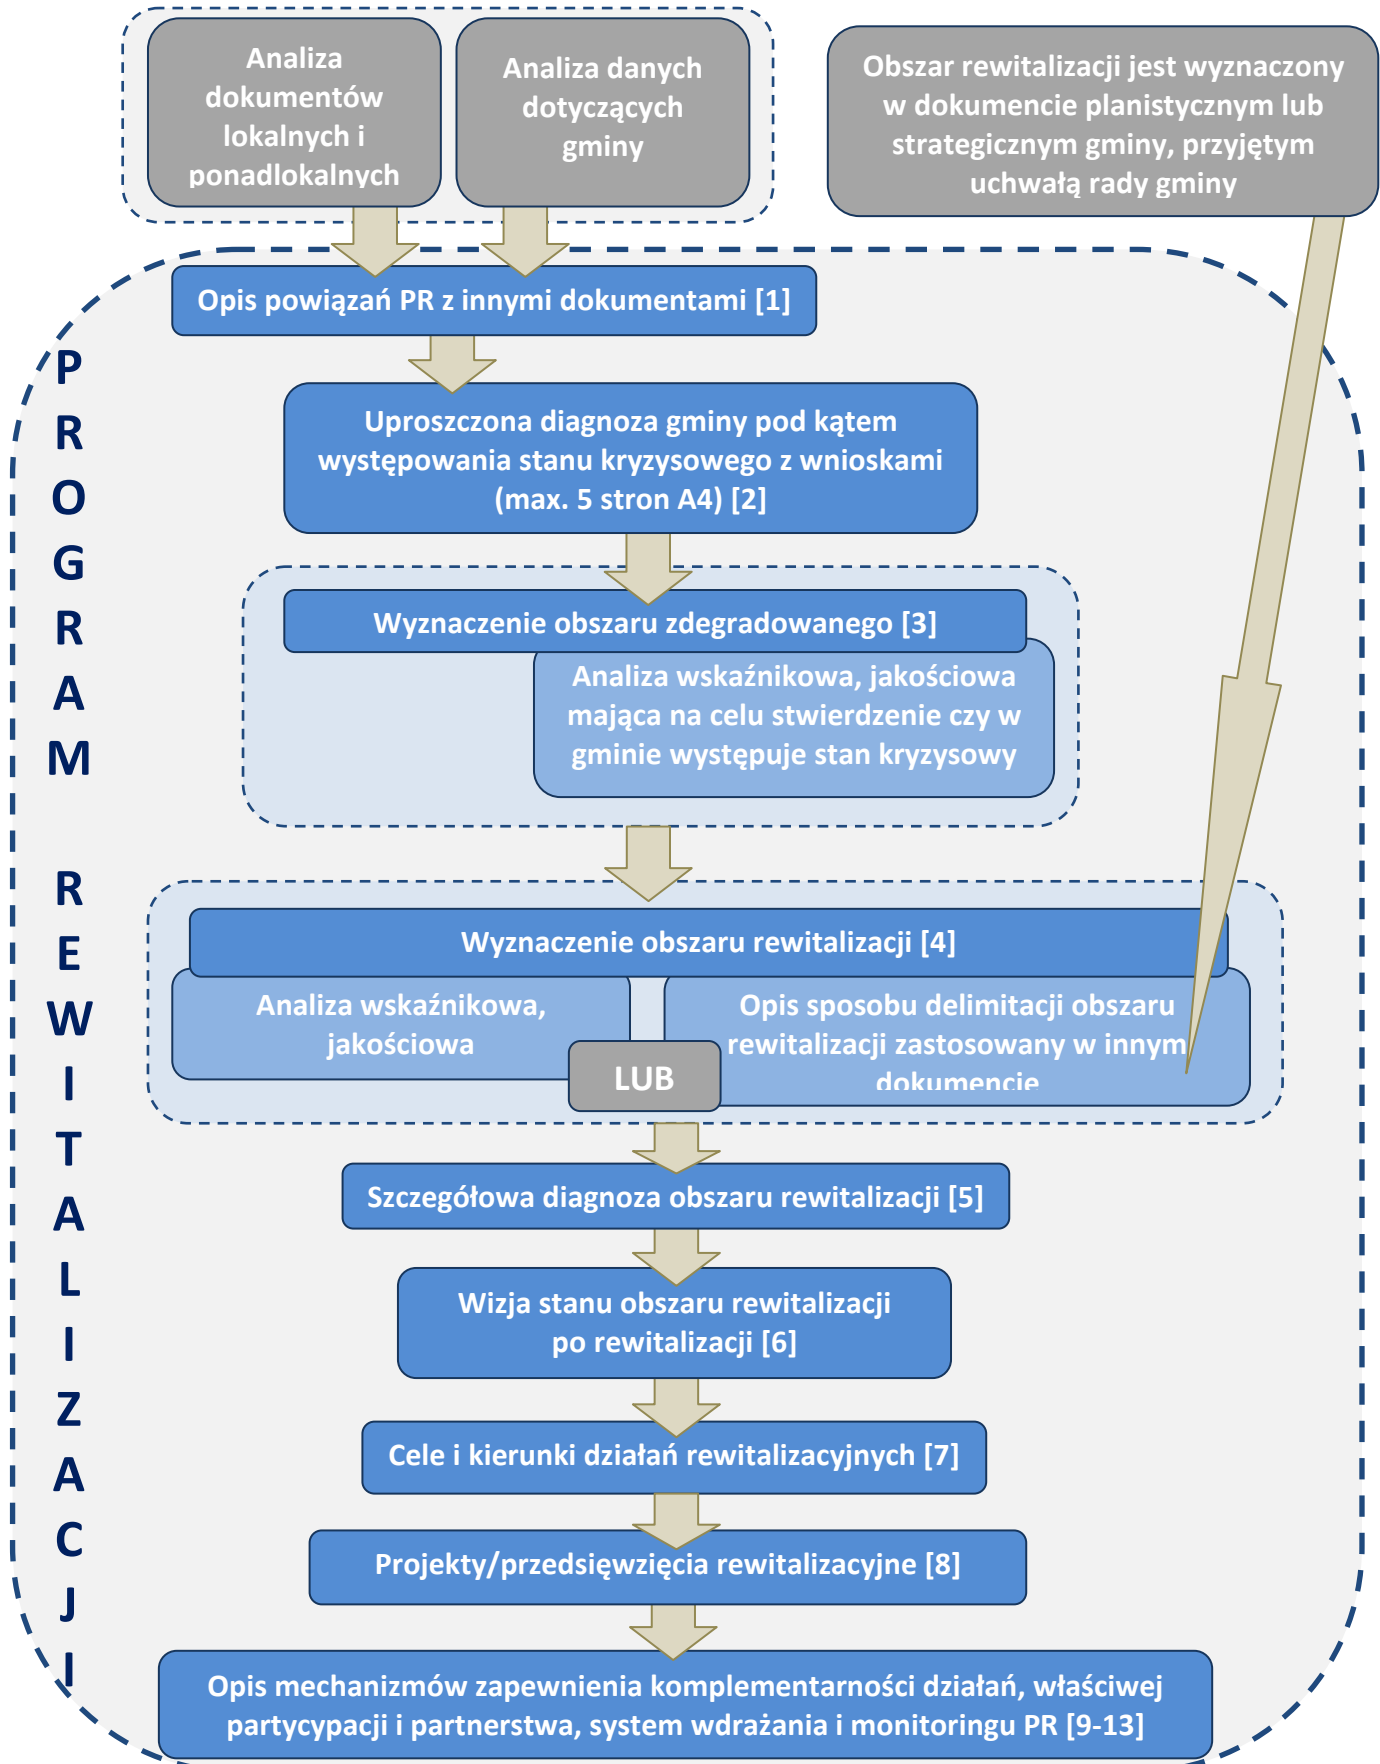 Analiza
dokumentów
lokalnych i
ponadlokalnych
Analiza danych
dotyczących
gminy
Obszar rewitalizacji jest wyznaczony
w dokumencie planistycznym lub
strategicznym gminy, przyjętym
uchwałą rady gminy
P
R
O
G
R
A
M
R
E
W
I
T
A
L
I
Z
A
C
J
I
Opis powiązań PR z innymi dokumentami [1]
Uproszczona diagnoza gminy pod kątem
występowania stanu kryzysowego z wnioskami
(max. 5 stron A4) [2]
Wyznaczenie obszaru zdegradowanego [3]
Analiza wskaźnikowa, jakościowa
mająca na celu stwierdzenie czy w
gminie występuje stan kryzysowy
Wyznaczenie obszaru rewitalizacji [4]
Analiza wskaźnikowa,
jakościowa
LUB
Opis sposobu delimitacji obszaru
rewitalizacji zastosowany w innym
dokumencie
Szczegółowa diagnoza obszaru rewitalizacji [5]
Wizja stanu obszaru rewitalizacji
po rewitalizacji [6]
Cele i kierunki działań rewitalizacyjnych [7]
Projekty/przedsięwzięcia rewitalizacyjne [8]
Opis mechanizmów zapewnienia komplementarności działań, właściwej
partycypacji i partnerstwa, system wdrażania i monitoringu PR [9-13]